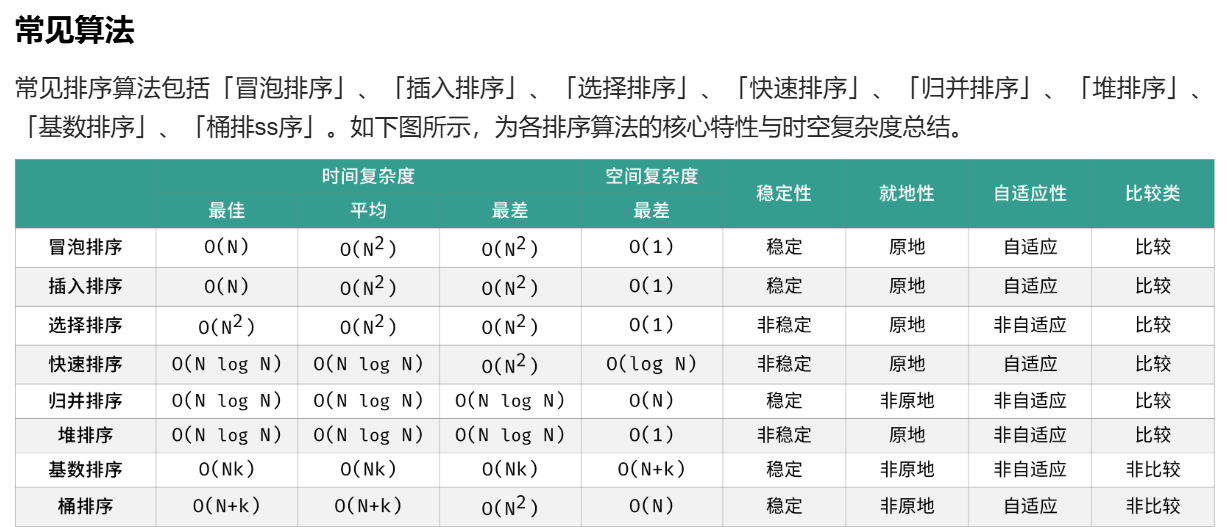 常见算法
常见排序算法包括「冒泡排序」、「插入排序」、「选择排序」、「快速排序」、「归并排序」、「堆排序」、
「基数排序」、「桶排ss序」。如下图所示，为各排序算法的核心特性与时空复杂度总结。
时间复杂度 空间复杂度 稳定性 就地性 自适应性 比较类
最佳 平均 最差 最差
冒泡排序 O(N) O(N²) O(N²) O(1) 稳定 原地 自适应 比较
插入排序 O(N) O(N²) O(N²) O(1) 稳定 原地 自适应 比较
选择排序 O(N²) O(N²) O(N²) O(1) 非稳定 原地 非自适应 比较
快速排序 O(N log N) O(N log N) O(N²) O(log N) 非稳定 原地 自适应 比较
归并排序 O(N log N) O(N log N) O(N log N) O(N) 稳定 非原地 非自适应 比较
堆排序 O(N log N) O(N log N) O(N log N) O(1) 非稳定 原地 非自适应 比较
基数排序 O(Nk) O(Nk) O(Nk) O(N+k) 稳定 非原地 非自适应 非比较
桶排序 O(N+k) O(N+k) O(N²) O(N) 稳定 非原地 自适应 非比较